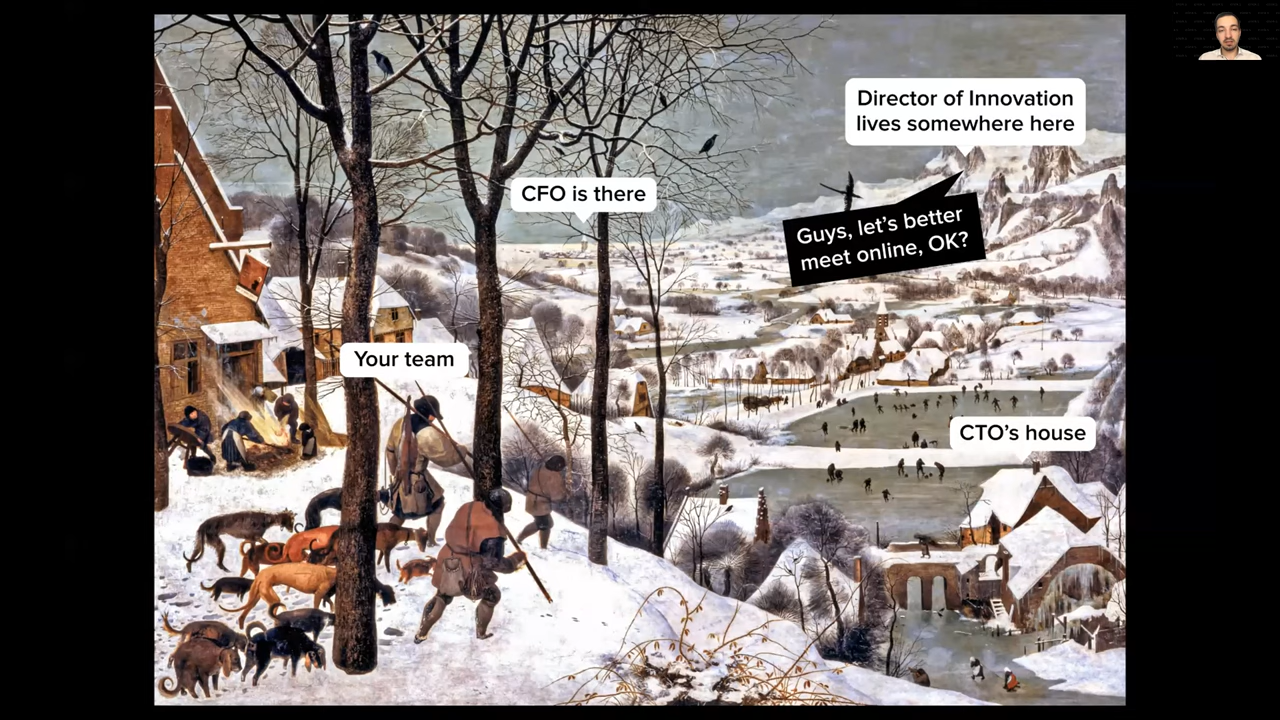 Director of Innovation
lives somewhere here
CFO is there
Guys, let’s better
meet online, OK?
Your team
CTO’s house